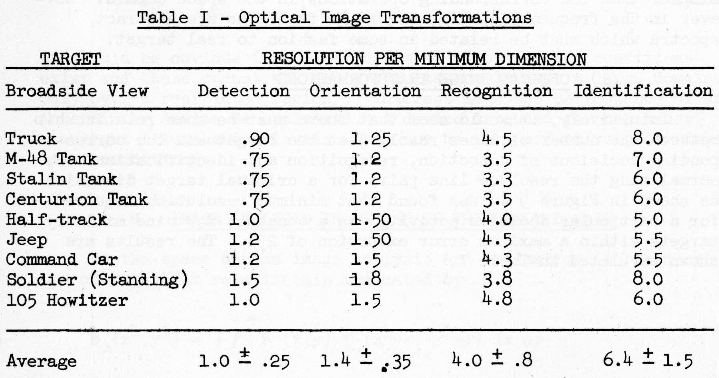 Table I - Optical Image Transformations
TARGET RESOLUTION PER MINIMUM DIMENSION
Broadside View Detection Orientation Recognition Identification
Truck .90 1.25 4.5 8.0
M-48 Tank .75 1.2 3.5 7.0
Stalin Tank .75 1.2 3.3 6.0
Centurion Tank .75 1.2 3.5 6.0
Half-track 1.0 1.50 4.0 5.0
Jeep 1.2 1.50 4.5 5.5
Command Car 1.2 1.5 4.3 5.5
Soldier (Standing) 1.5 1.8 3.8 8.0
105 Howitzer 1.0 1.5 4.8 6.0
Average 1.0 ± .25 1.4 ± .35 4.0 ± .8 6.4 ± 1.5